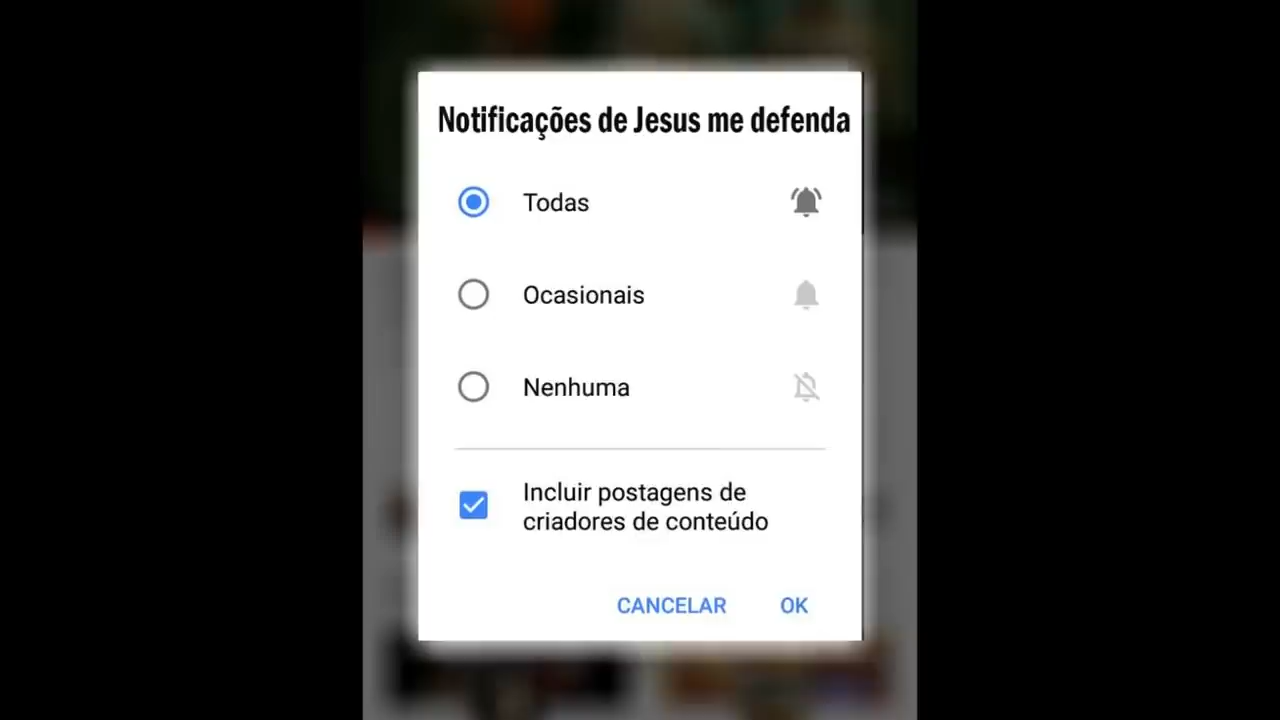 Notificações de Jesus me defenda
Todas
Ocasionais
Nenhuma
Incluir postagens de
criadores de conteúdo
CANCELAR OK